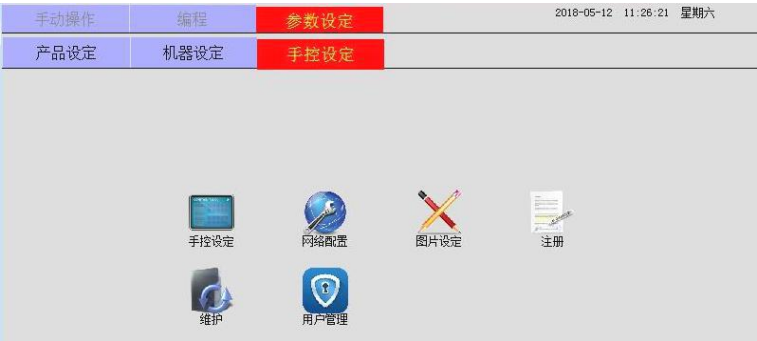 手动操作 编程 参数设定 2018-05-12 11:26:21 星期六
产品设定 机器设定 手控设定
手控设定 网络配置 图片设定 注册
维护 用户管理